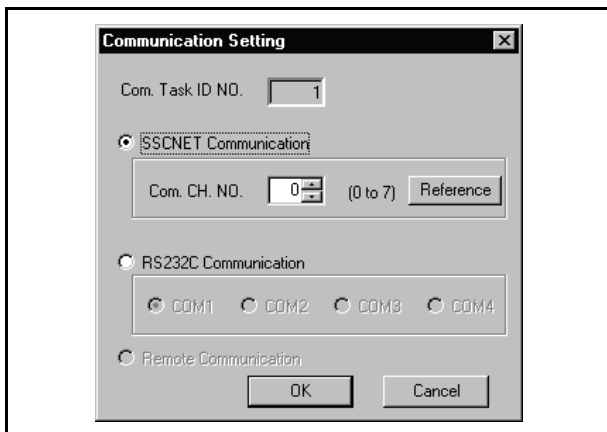 Communication Setting
Com. Task ID NO. 1
SSCNET Communication
Com. CH. NO. 0 (0 to 7) Reference
RS232C Communication
COM1 COM2 COM3 COM4
Remote Communication
OK Cancel